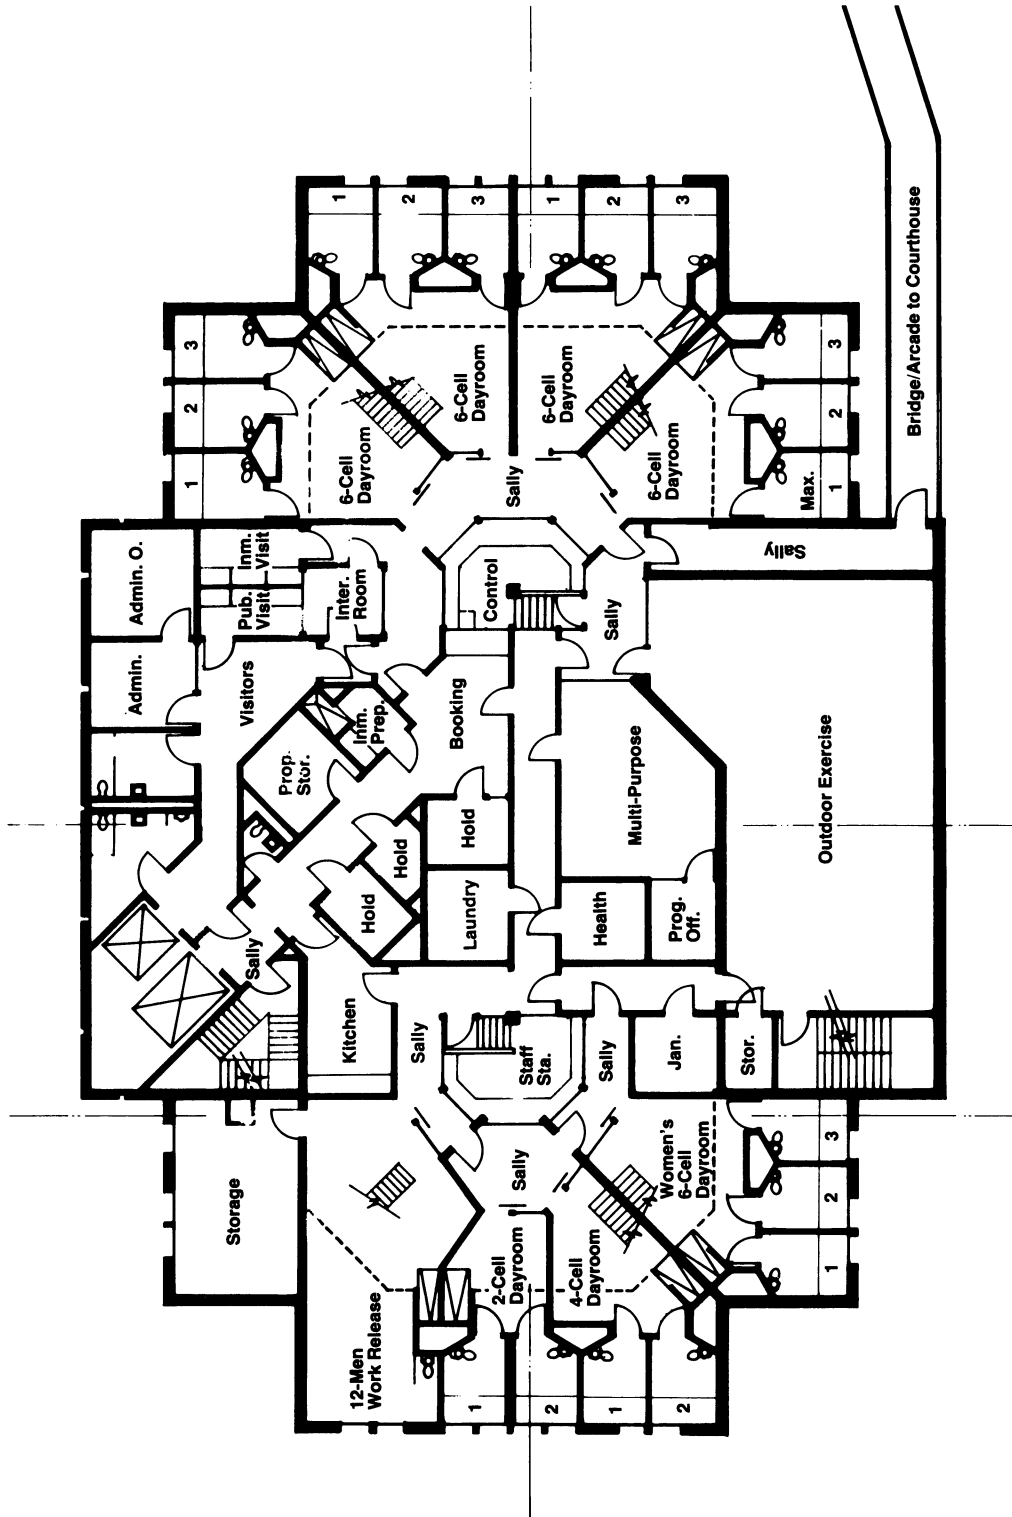 Bridge/Arcade to Courthouse
1
2
3
1
2
3
3
2
1
6-Cell
Dayroom
6-Cell
Dayroom
6-Cell
Dayroom
6-Cell
Dayroom
3
2
1
Max.
Sally
Sally
Admin. O.
Inm.
Visit
Pub.
Visit
Inter.
Room
Control
Sally
Admin.
Visitors
Inm.
Prep.
Booking
Prop.
Stor.
Multi-Purpose
Outdoor Exercise
Hold
Hold
Hold
Laundry
Health
Prog.
Off.
Sally
Kitchen
Sally
Staff
Sta.
Sally
Jan.
Stor.
Storage
Sally
Women's
6-Cell
Dayroom
3
2
1
12-Men
Work Release
2-Cell
Dayroom
4-Cell
Dayroom
1
2
1
2